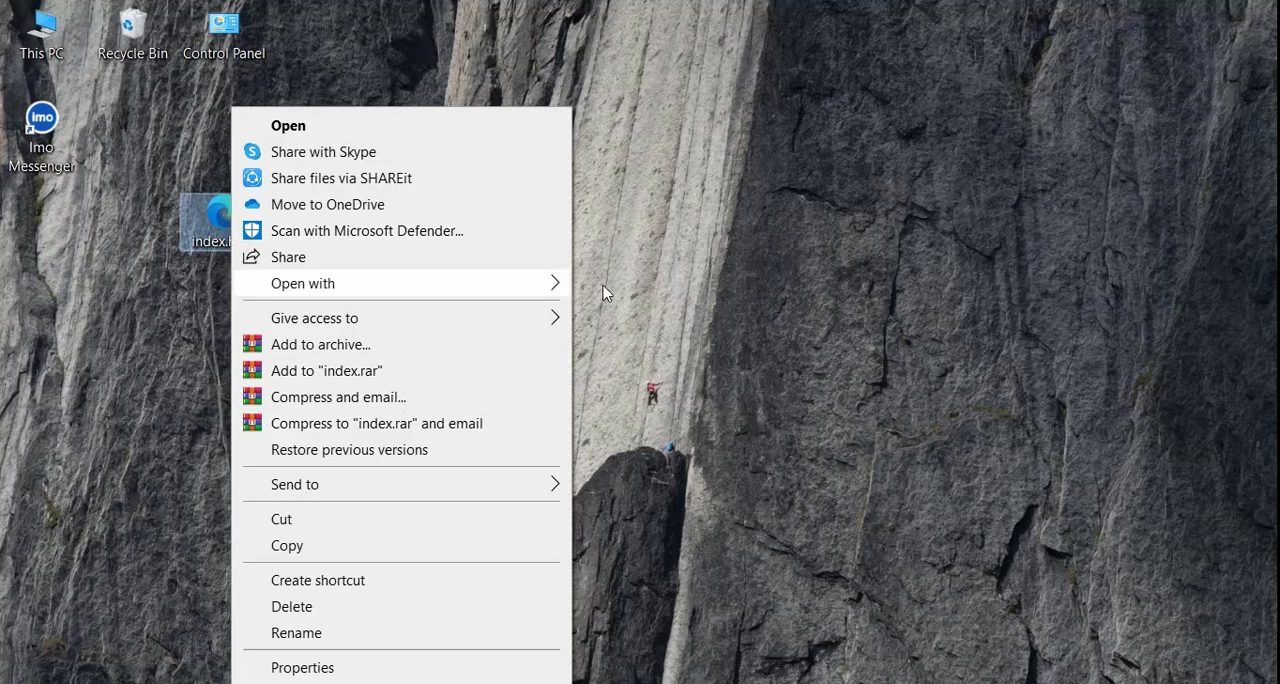 This PC
Recycle Bin
Control Panel
imo
Imo
Messenger
index.h
Open
S
Share with Skype
Share files via SHAREit
Move to OneDrive
Scan with Microsoft Defender...
Share
Open with
Give access to
Add to archive...
Add to "index.rar"
Compress and email...
Compress to "index.rar" and email
Restore previous versions
Send to
Cut
Copy
Create shortcut
Delete
Rename
Properties